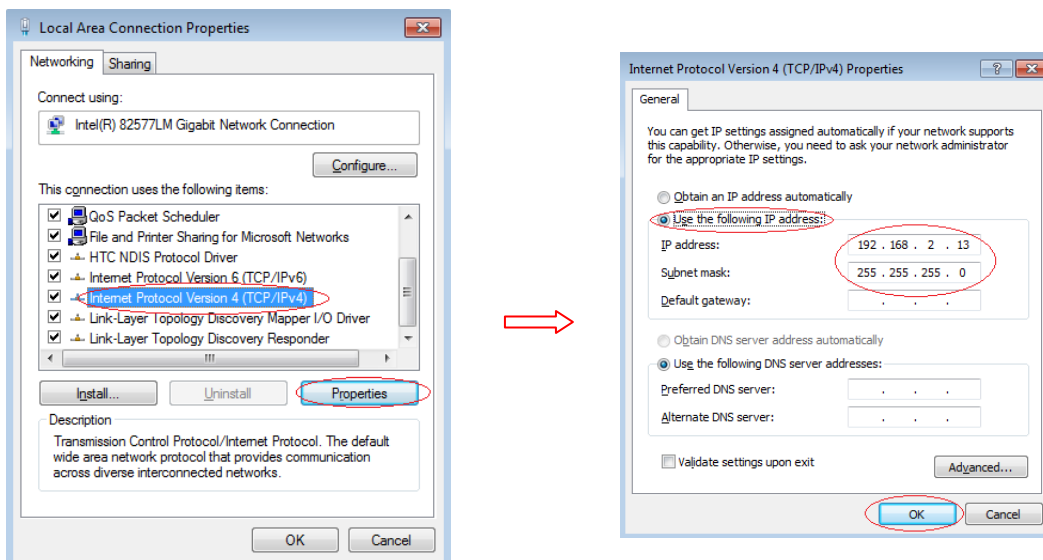 Local Area Connection Properties
Networking
Sharing
Connect using:
Intel(R) 82577LM Gigabit Network Connection
Configure...
This connection uses the following items:
QoS Packet Scheduler
File and Printer Sharing for Microsoft Networks
HTC NDIS Protocol Driver
Internet Protocol Version 6 (TCP/IPv6)
Internet Protocol Version 4 (TCP/IPv4)
Link-Layer Topology Discovery Mapper I/O Driver
Link-Layer Topology Discovery Responder
Install...
Uninstall
Properties
Description
Transmission Control Protocol/Internet Protocol. The default
wide area network protocol that provides communication
across diverse interconnected networks.
OK
Cancel
Internet Protocol Version 4 (TCP/IPv4) Properties
General
You can get IP settings assigned automatically if your network supports
this capability. Otherwise, you need to ask your network administrator
for the appropriate IP settings.
Obtain an IP address automatically
Use the following IP address:
IP address: 192 . 168 . 2 . 13
Subnet mask: 255 . 255 . 255 . 0
Default gateway: . . .
Obtain DNS server address automatically
Use the following DNS server addresses:
Preferred DNS server: . . .
Alternate DNS server: . . .
Validate settings upon exit
Advanced...
OK
Cancel